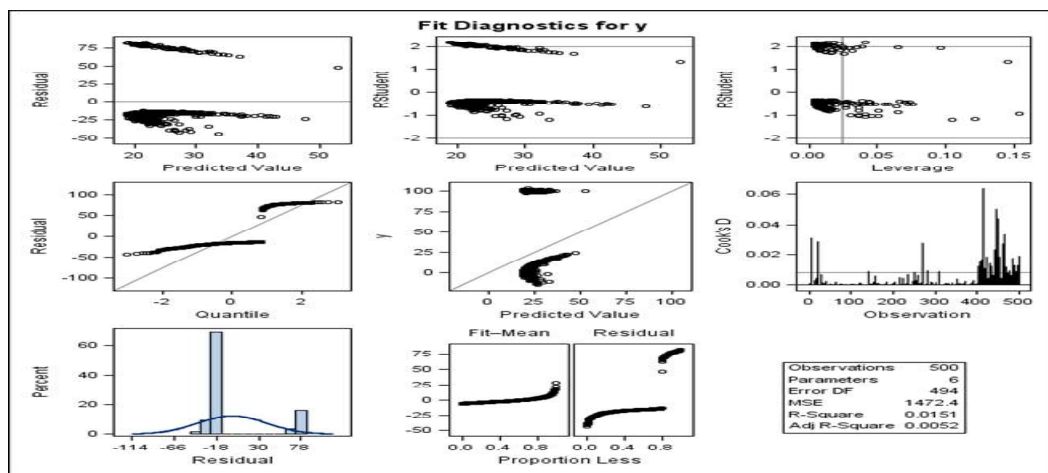 Fit Diagnostics for y
Residual
75
50
25
0
-25
-50
20 30 40 50
Predicted Value
RStudent
2
1
0
-1
-2
20 30 40 50
Predicted Value
RStudent
2
1
0
-1
-2
0.00 0.05 0.10 0.15
Leverage
Residual
100
50
0
-50
-100
-2 0 2
Quantile
y
100
75
50
25
0
0 25 50 75 100
Predicted Value
Cook's D
0.06
0.04
0.02
0.00
0 100 200 300 400 500
Observation
Percent
60
40
20
0
-114 -66 -18 30 78
Residual
Fit–Mean Residual
75
50
25
0
-25
-50
0.0 0.4 0.8 0.0 0.4 0.8
Proportion Less
Observations 500
Parameters 6
Error DF 494
MSE 1472.4
R-Square 0.0151
Adj R-Square 0.0052